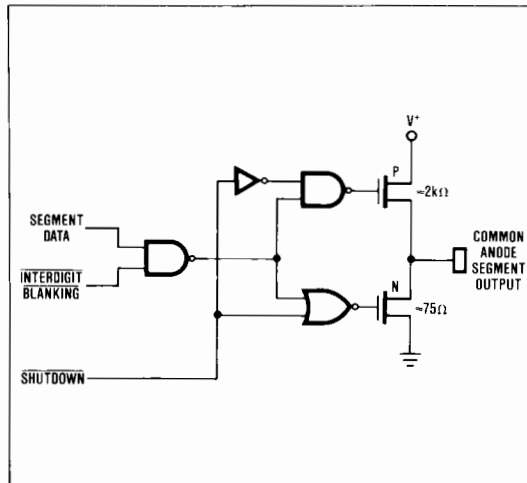 V+
P
≈2kΩ
SEGMENT
DATA
COMMON
ANODE
SEGMENT
OUTPUT
INTERDIGIT
BLANKING
N
≈75Ω
SHUTDOWN